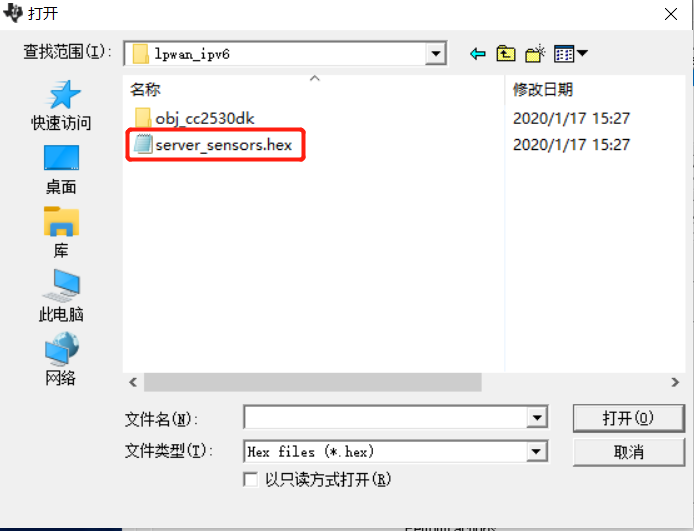 打开
查找范围(I): lpwan_ipv6
名称 修改日期
obj_cc2530dk 2020/1/17 15:27
server_sensors.hex 2020/1/17 15:27
快速访问
桌面
库
此电脑
网络
文件名(N): 打开(O)
文件类型(T): Hex files (*.hex) 取消
以只读方式打开(R)